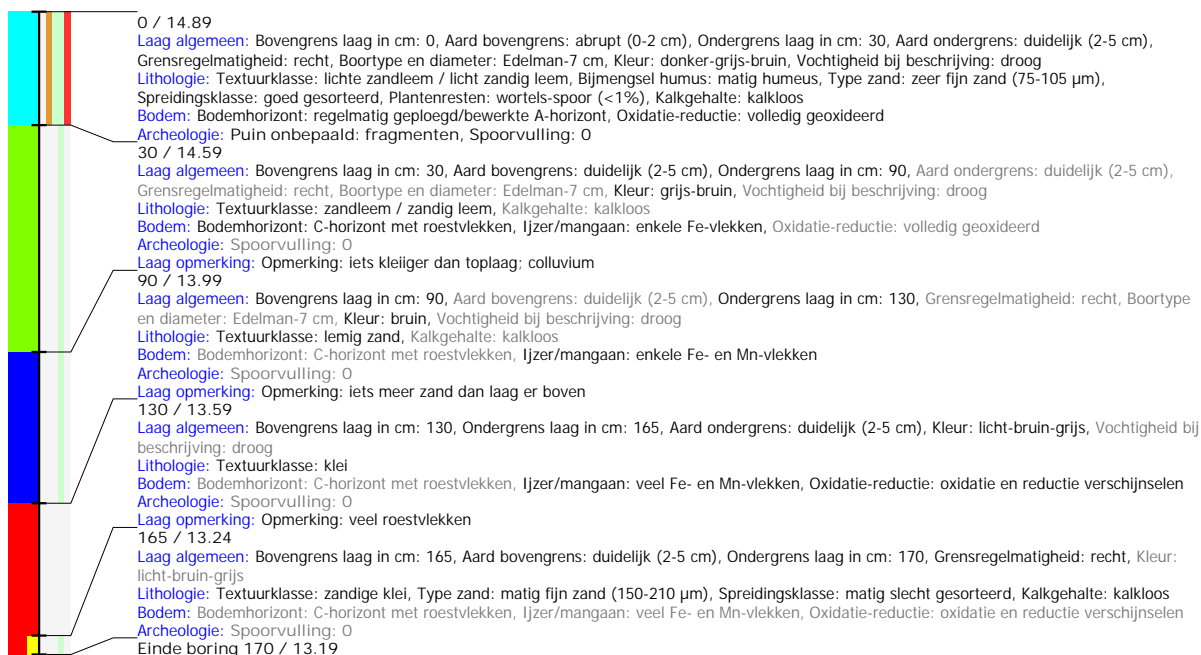 0 / 14.89
Laag algemeen: Bovengrens laag in cm: 0, Aard bovengrens: abrupt (0-2 cm), Ondergrens laag in cm: 30, Aard ondergrens: duidelijk (2-5 cm),
Grensregelmatigheid: recht, Boortype en diameter: Edelman-7 cm, Kleur: donker-grijs-bruin, Vochtigheid bij beschrijving: droog
Lithologie: Textuurklasse: lichte zandleem / licht zandig leem, Bijmengsel humus: matig humeus, Type zand: zeer fijn zand (75-105 µm),
Spreidingsklasse: goed gesorteerd, Plantenresten: wortels-spoor (<1%), Kalkgehalte: kalkloos
Bodem: Bodemhorizont: regelmatig geploegd/bewerkte A-horizont, Oxidatie-reductie: volledig geoxideerd
Archeologie: Puin onbepaald: fragmenten, Spoorvulling: 0
30 / 14.59
Laag algemeen: Bovengrens laag in cm: 30, Aard bovengrens: duidelijk (2-5 cm), Ondergrens laag in cm: 90, Aard ondergrens: duidelijk (2-5 cm),
Grensregelmatigheid: recht, Boortype en diameter: Edelman-7 cm, Kleur: grijs-bruin, Vochtigheid bij beschrijving: droog
Lithologie: Textuurklasse: zandleem / zandig leem, Kalkgehalte: kalkloos
Bodem: Bodemhorizont: C-horizont met roestvlekken, Ijzer/mangaan: enkele Fe-vlekken, Oxidatie-reductie: volledig geoxideerd
Archeologie: Spoorvulling: 0
Laag opmerking: Opmerking: iets kleiiger dan toplaag; colluvium
90 / 13.99
Laag algemeen: Bovengrens laag in cm: 90, Aard bovengrens: duidelijk (2-5 cm), Ondergrens laag in cm: 130, Grensregelmatigheid: recht, Boortype
en diameter: Edelman-7 cm, Kleur: bruin, Vochtigheid bij beschrijving: droog
Lithologie: Textuurklasse: lemig zand, Kalkgehalte: kalkloos
Bodem: Bodemhorizont: C-horizont met roestvlekken, Ijzer/mangaan: enkele Fe- en Mn-vlekken
Archeologie: Spoorvulling: 0
Laag opmerking: Opmerking: iets meer zand dan laag er boven
130 / 13.59
Laag algemeen: Bovengrens laag in cm: 130, Ondergrens laag in cm: 165, Aard ondergrens: duidelijk (2-5 cm), Kleur: licht-bruin-grijs, Vochtigheid bij
beschrijving: droog
Lithologie: Textuurklasse: klei
Bodem: Bodemhorizont: C-horizont met roestvlekken, Ijzer/mangaan: veel Fe- en Mn-vlekken, Oxidatie-reductie: oxidatie en reductie verschijnselen
Archeologie: Spoorvulling: 0
Laag opmerking: Opmerking: veel roestvlekken
165 / 13.24
Laag algemeen: Bovengrens laag in cm: 165, Aard bovengrens: duidelijk (2-5 cm), Ondergrens laag in cm: 170, Grensregelmatigheid: recht, Kleur:
licht-bruin-grijs
Lithologie: Textuurklasse: zandige klei, Type zand: matig fijn zand (150-210 µm), Spreidingsklasse: matig slecht gesorteerd, Kalkgehalte: kalkloos
Bodem: Bodemhorizont: C-horizont met roestvlekken, Ijzer/mangaan: veel Fe- en Mn-vlekken, Oxidatie-reductie: oxidatie en reductie verschijnselen
Archeologie: Spoorvulling: 0
Einde boring 170 / 13.19